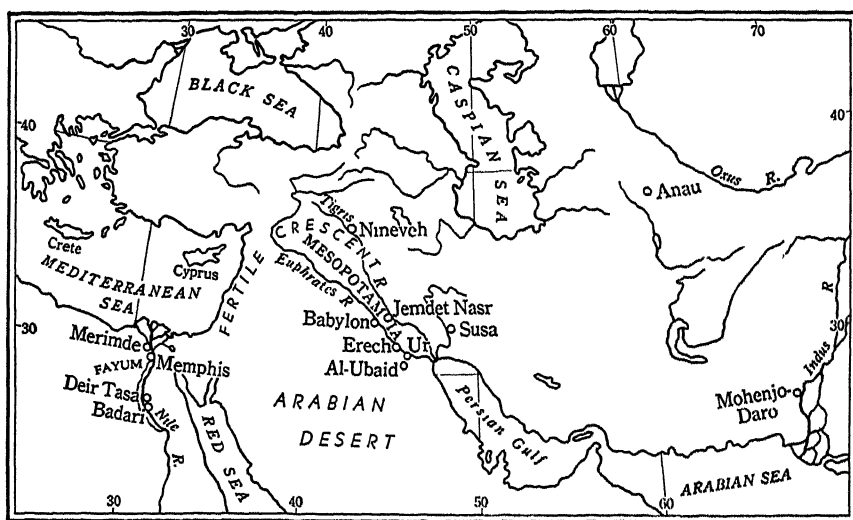 30
50
60
70
BLACK SEA
CASPIAN SEA
40
40
Oxus R.
Anau
Tigris R
Nineveh
FERTILE CRESCENT
MESOPOTAMIA
Euphrates R
Crete
Cyprus
MEDITERRANEAN
SEA
Jemdet Nasr
Babylon
Susa
30
30
Merimde
Erech
Ur
FAYUM
Memphis
Al-Ubaid
Indus R
Deir Tasa
Badari
Nile R.
RED SEA
ARABIAN
DESERT
Persian Gulf
Mohenjo-
Daro
ARABIAN SEA
30
40
50
60